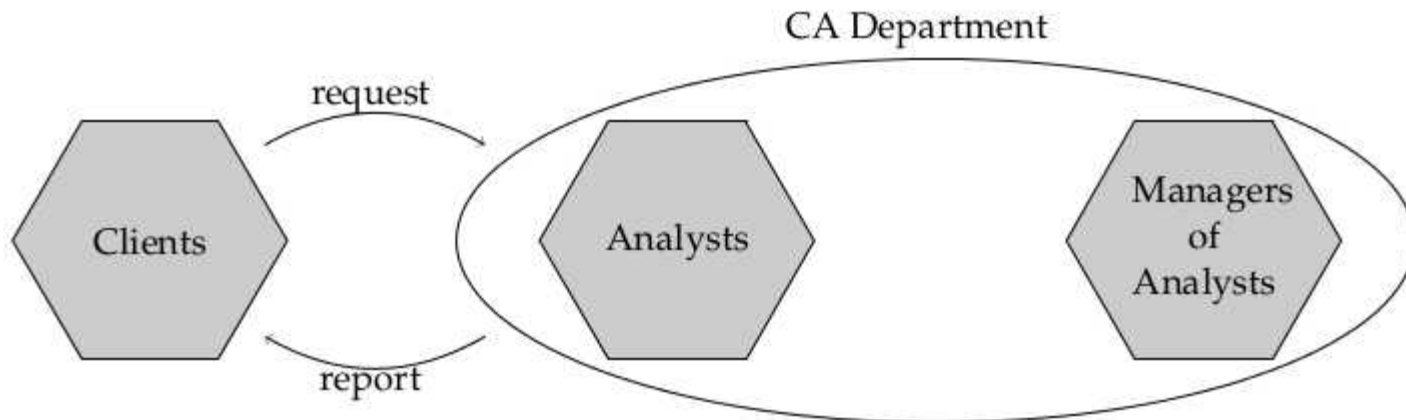 CA Department
request
Clients
Analysts
Managers
of
Analysts
report